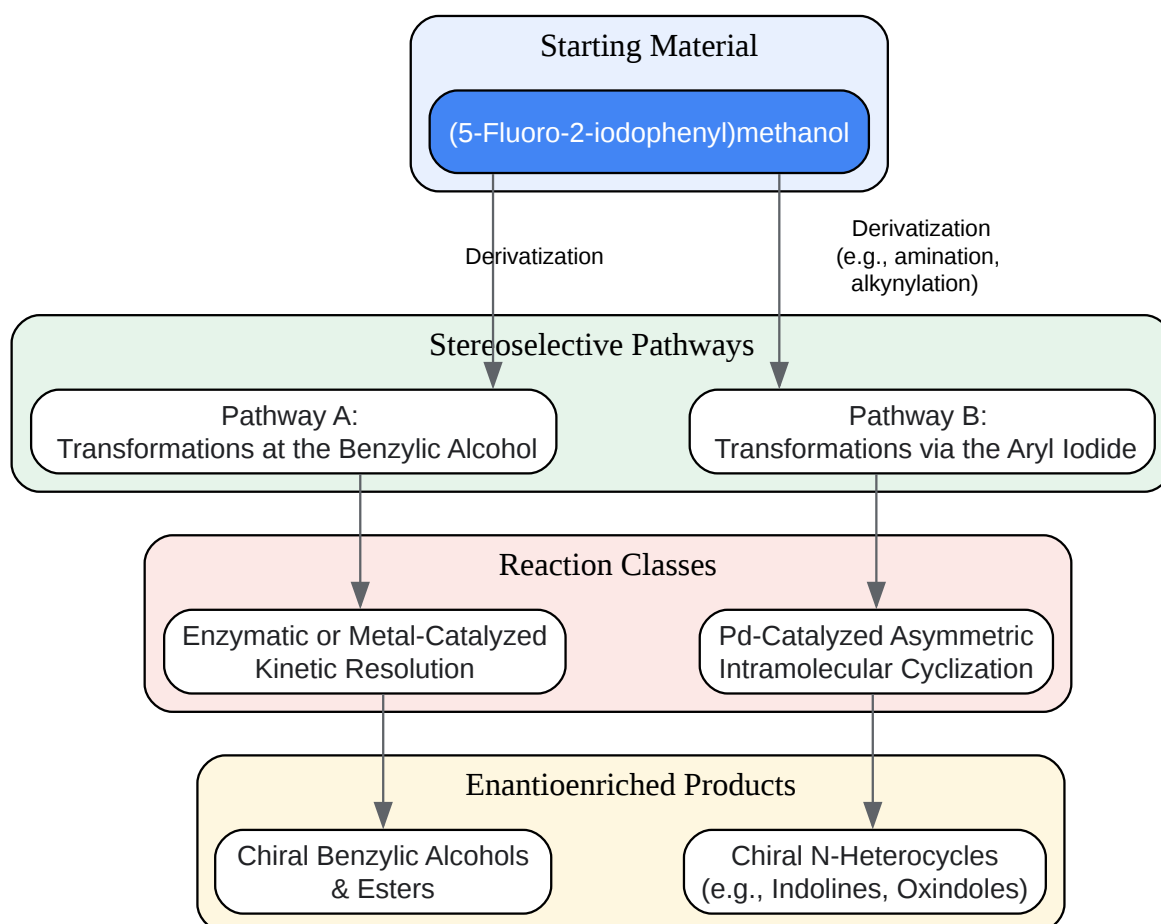 Starting Material
(5-Fluoro-2-iodophenyl)methanol
Derivatization
Derivatization
(e.g., amination,
alkynylation)
Stereoselective Pathways
Pathway A:
Transformations at the Benzylic Alcohol
Pathway B:
Transformations via the Aryl Iodide
Reaction Classes
Enzymatic or Metal-Catalyzed
Kinetic Resolution
Pd-Catalyzed Asymmetric
Intramolecular Cyclization
Enantioenriched Products
Chiral Benzylic Alcohols
& Esters
Chiral N-Heterocycles
(e.g., Indolines, Oxindoles)